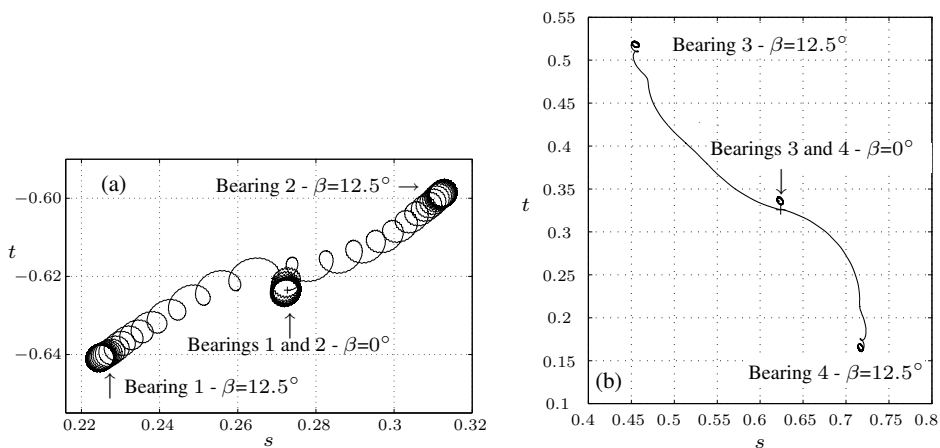 (a)
Bearing 2 - β=12.5°
Bearings 1 and 2 - β=0°
Bearing 1 - β=12.5°
t
−0.60
−0.62
−0.64
0.22 0.24 0.26 0.28 0.3 0.32
s
Bearing 3 - β=12.5°
Bearings 3 and 4 - β=0°
Bearing 4 - β=12.5°
(b)
t
0.55
0.5
0.45
0.4
0.35
0.3
0.25
0.2
0.15
0.1
0.4 0.45 0.5 0.55 0.6 0.65 0.7 0.75 0.8
s